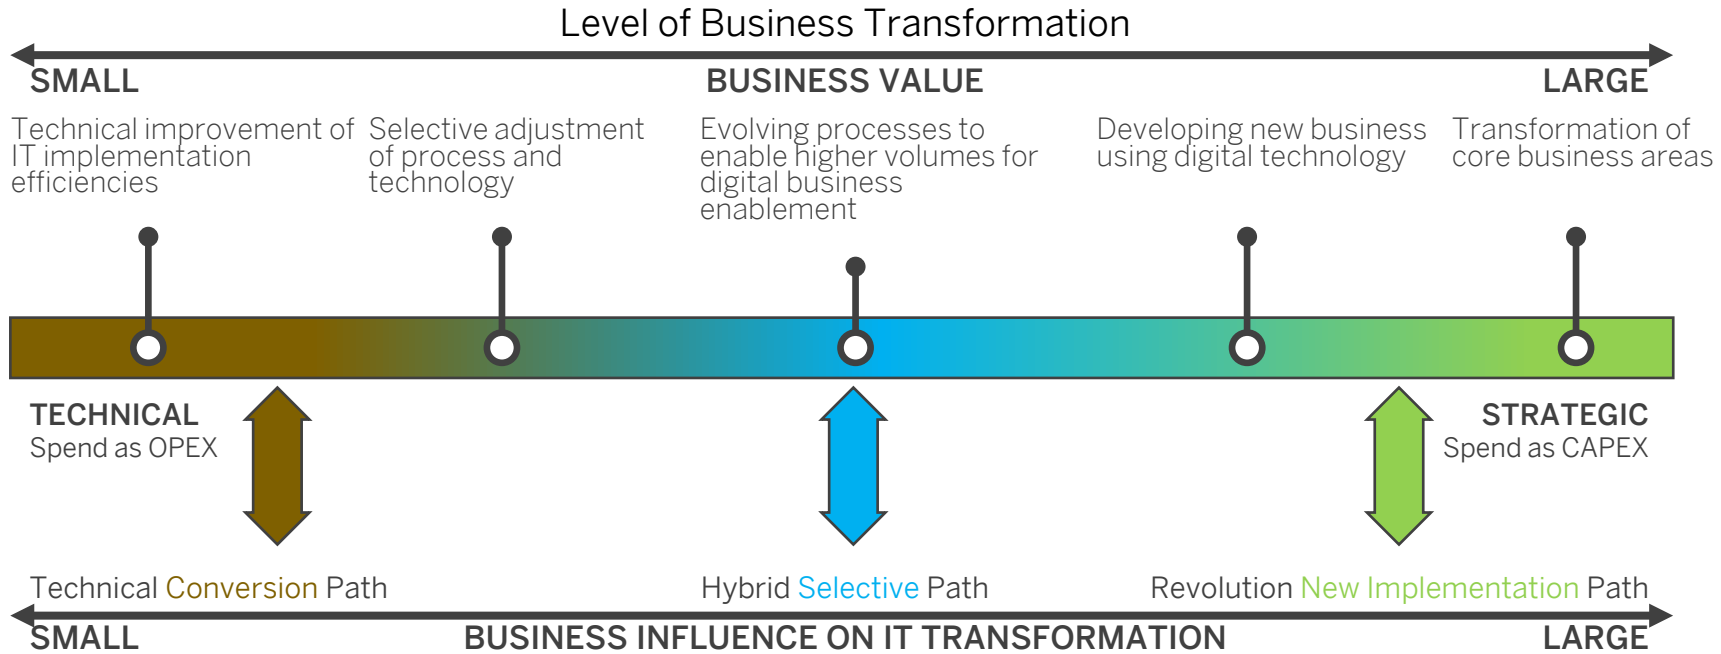 Level of Business Transformation
SMALL
BUSINESS VALUE
LARGE
Technical improvement of
IT implementation
efficiencies
Selective adjustment
of process and
technology
Evolving processes to
enable higher volumes for
digital business
enablement
Developing new business
using digital technology
Transformation of
core business areas
TECHNICAL
Spend as OPEX
STRATEGIC
Spend as CAPEX
Technical Conversion Path
Hybrid Selective Path
Revolution New Implementation Path
SMALL
BUSINESS INFLUENCE ON IT TRANSFORMATION
LARGE